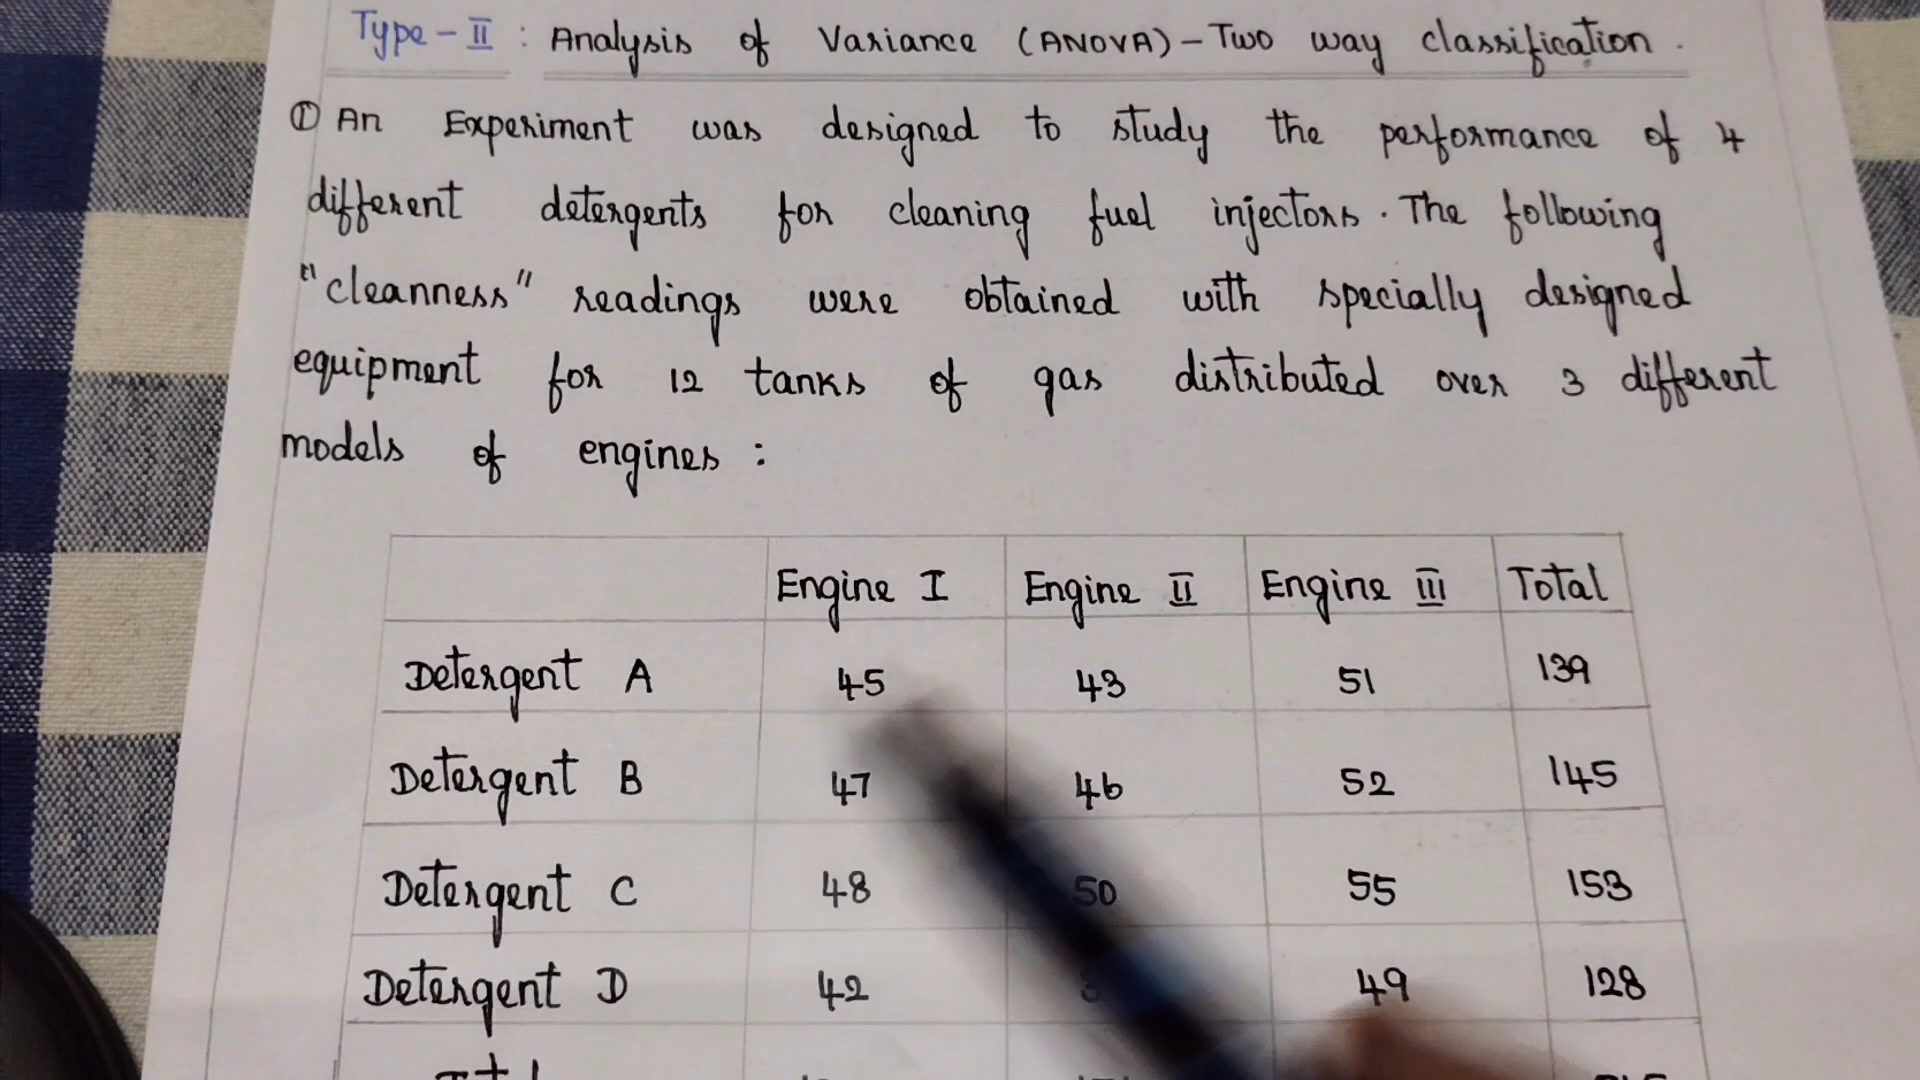 Type - II : Analysis of Variance (ANOVA) - Two way classification.
① An Experiment was designed to study the performance of 4
different detergents for cleaning fuel injectors. The following
"cleanness" readings were obtained with specially designed
equipment for 12 tanks of gas distributed over 3 different
models of engines :
Engine I Engine II Engine III Total
Detergent A 45 43 51 139
Detergent B 47 46 52 145
Detergent C 48 50 55 153
Detergent D 42 49 128